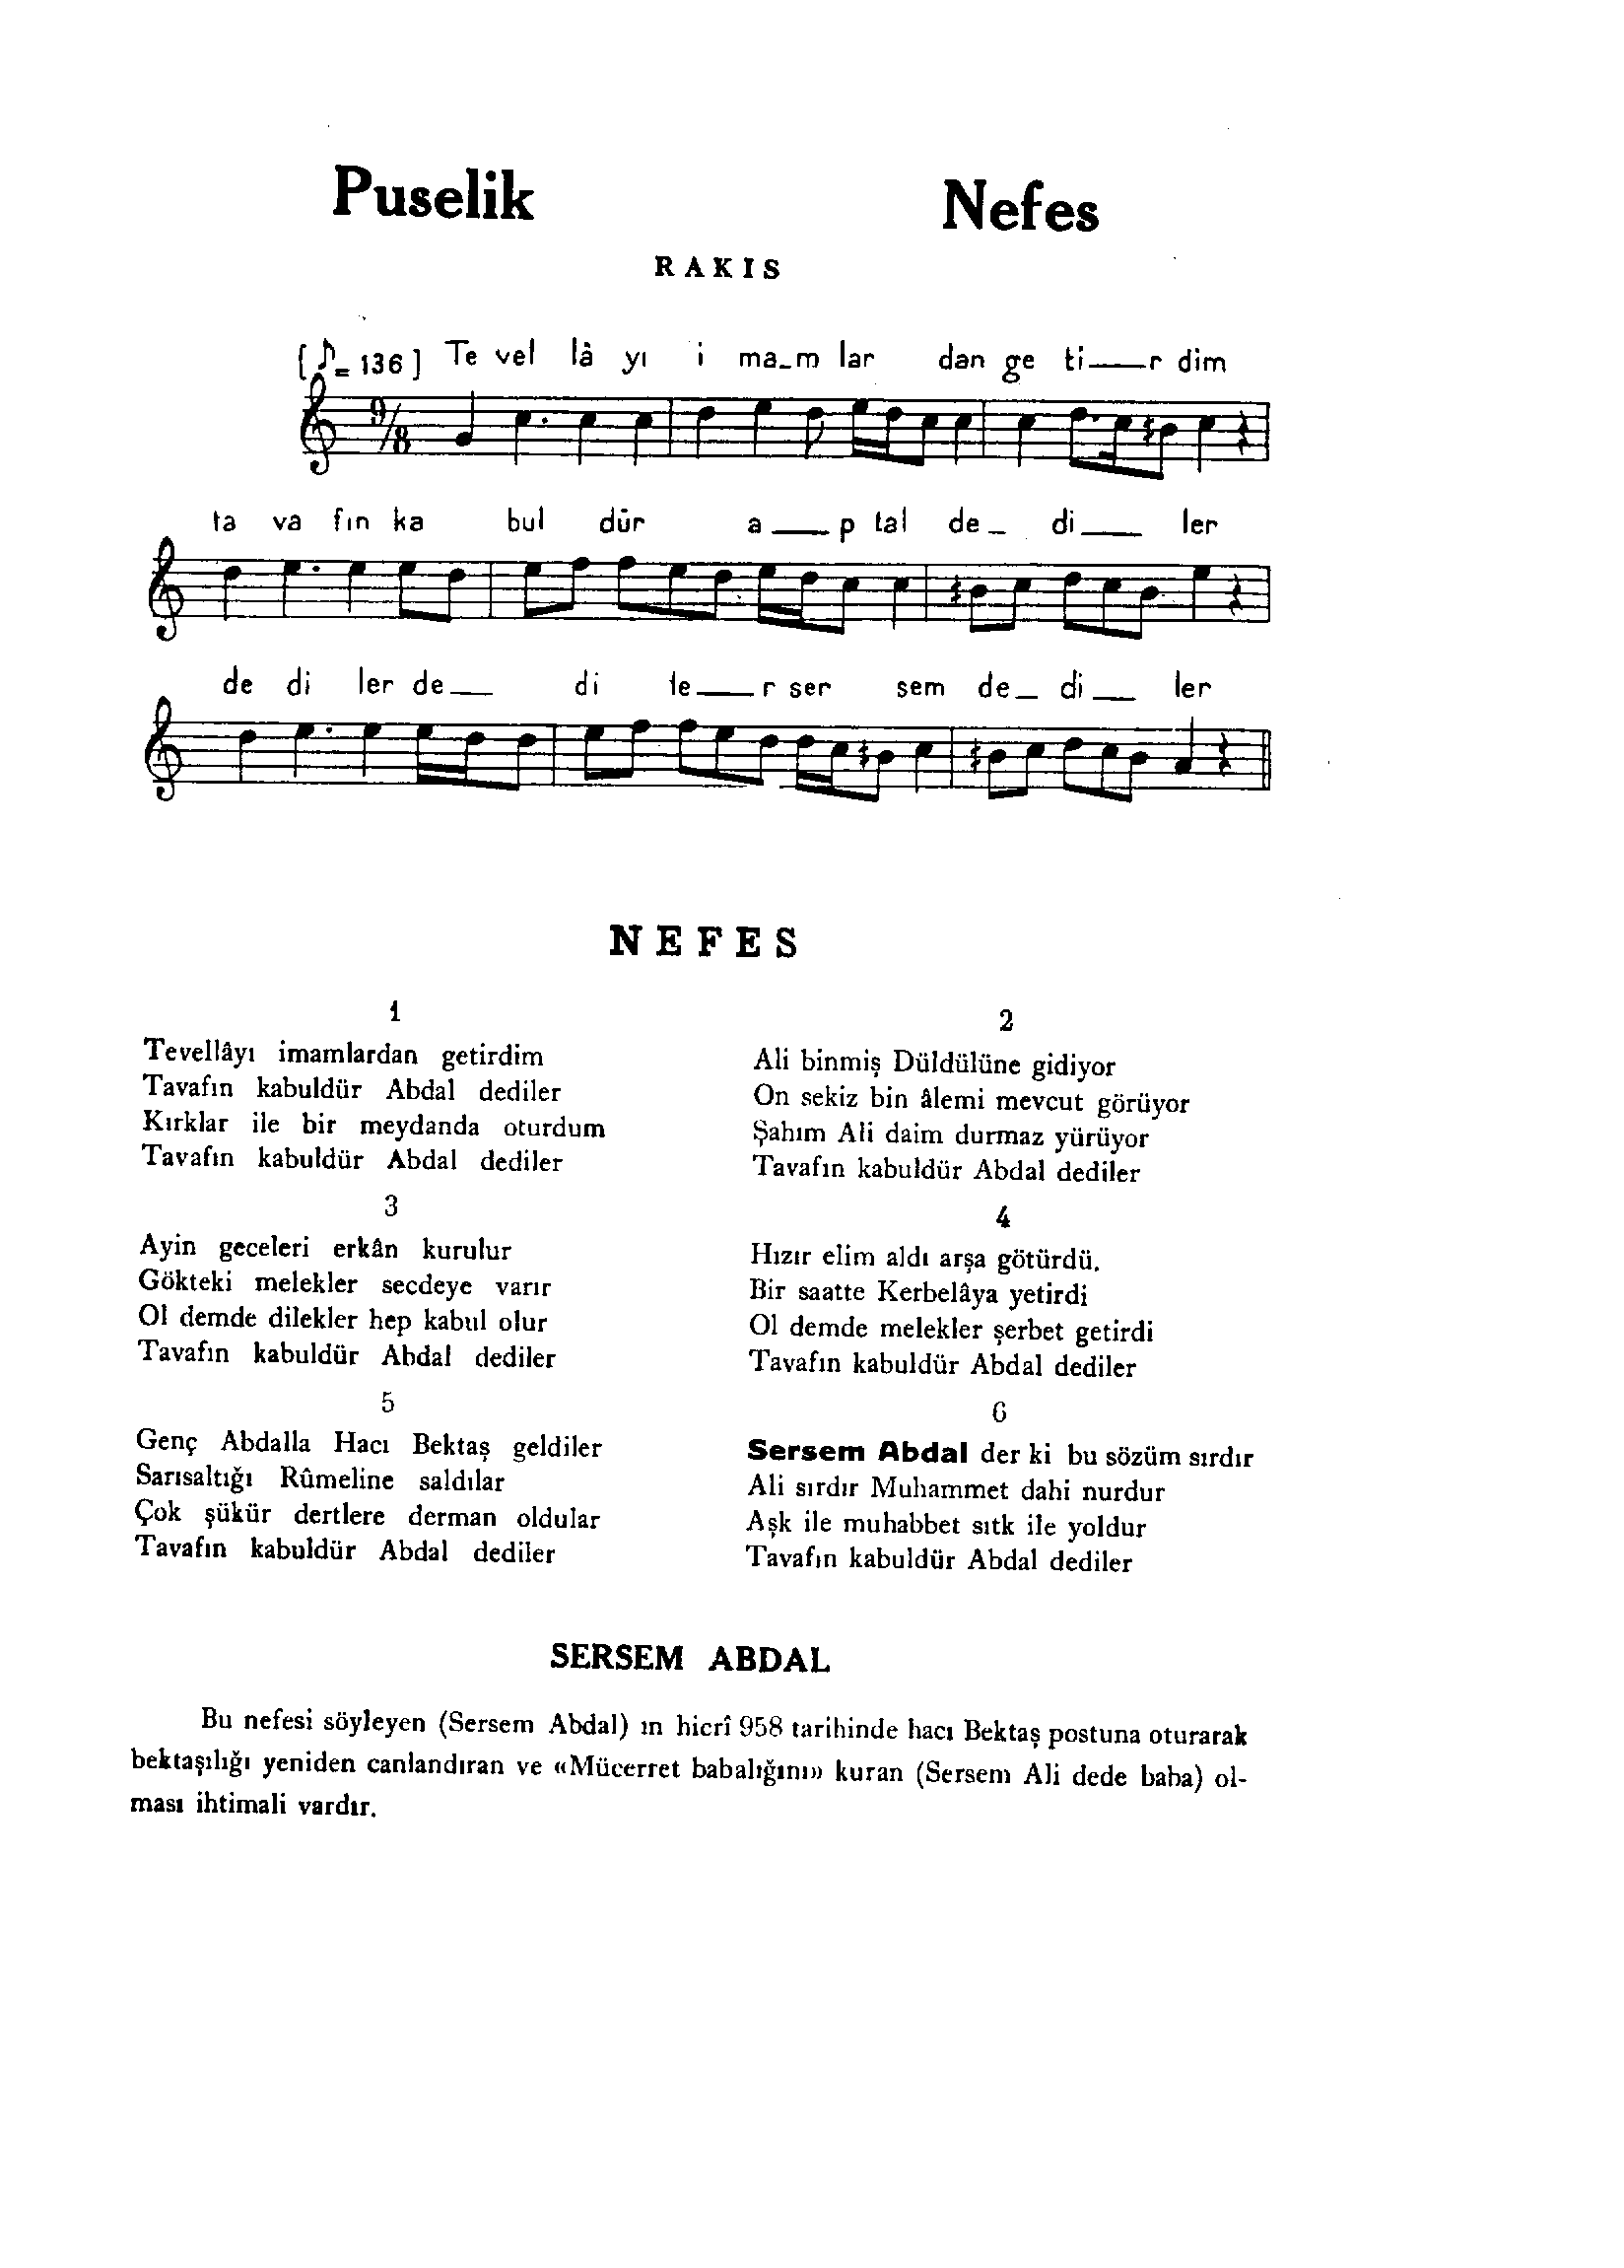 Puselik Nefes
RAKIS
[♪= 136] Te vel lâ yı i ma_m lar dan ge ti___r dim
9/8
ta va fın ka bul dür a___p tal de_ di___ ler
de di ler de__ di le___r ser sem de_ di__ ler
NEFES
1
Tevellâyı imamlardan getirdim
Tavafın kabuldür Abdal dediler
Kırklar ile bir meydanda oturdum
Tavafın kabuldür Abdal dediler
2
Ali binmiş Düldülüne gidiyor
On sekiz bin âlemi mevcut görüyor
Şahım Ali daim durmaz yürüyor
Tavafın kabuldür Abdal dediler
3
Ayin geceleri erkân kurulur
Gökteki melekler secdeye varır
Ol demde dilekler hep kabul olur
Tavafın kabuldür Abdal dediler
4
Hızır elim aldı arşa götürdü.
Bir saatte Kerbelâya yetirdi
Ol demde melekler şerbet getirdi
Tavafın kabuldür Abdal dediler
5
Genç Abdalla Hacı Bektaş geldiler
Sarısaltığı Rûmeline saldılar
Çok şükür dertlere derman oldular
Tavafın kabuldür Abdal dediler
6
Sersem Abdal der ki bu sözüm sırdır
Ali sırdır Muhammet dahi nurdur
Aşk ile muhabbet sıtk ile yoldur
Tavafın kabuldür Abdal dediler
SERSEM ABDAL
Bu nefesi söyleyen (Sersem Abdal) ın hicrî 958 tarihinde hacı Bektaş postuna oturarak
bektaşılığı yeniden canlandıran ve «Mücerret babalığını» kuran (Sersem Ali dede baba) ol-
ması ihtimali vardır.